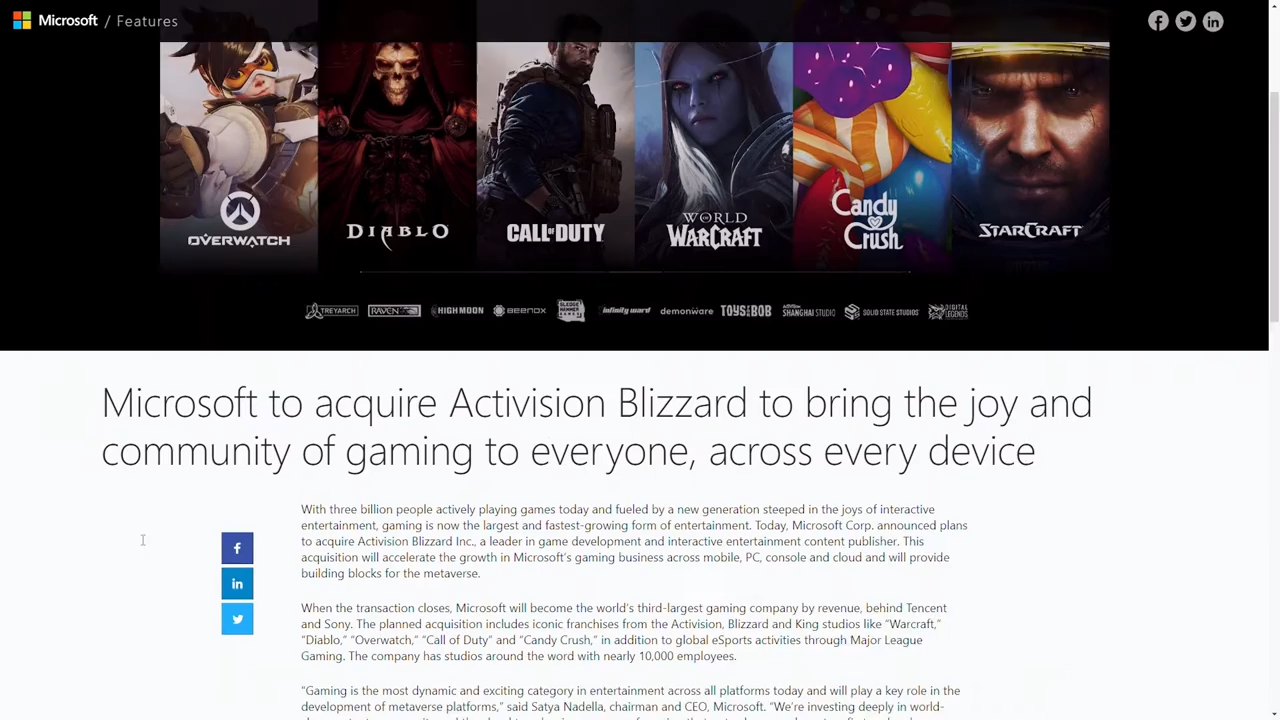 Microsoft / Features
OVERWATCH
DIABLO
CALL OF DUTY
WORLD OF WARCRAFT
Candy Crush
STARCRAFT
TREYARCH
RAVEN
HIGH MOON
BEENOX
SLEDGEHAMMER GAMES
infinity ward
demonware
TOYS FOR BOB
ACTIVISION SHANGHAI STUDIO
SOLID STATE STUDIOS
DIGITAL LEGENDS
Microsoft to acquire Activision Blizzard to bring the joy and
community of gaming to everyone, across every device
With three billion people actively playing games today and fueled by a new generation steeped in the joys of interactive
entertainment, gaming is now the largest and fastest-growing form of entertainment. Today, Microsoft Corp. announced plans
to acquire Activision Blizzard Inc., a leader in game development and interactive entertainment content publisher. This
acquisition will accelerate the growth in Microsoft's gaming business across mobile, PC, console and cloud and will provide
building blocks for the metaverse.
When the transaction closes, Microsoft will become the world's third-largest gaming company by revenue, behind Tencent
and Sony. The planned acquisition includes iconic franchises from the Activision, Blizzard and King studios like "Warcraft,"
"Diablo," "Overwatch," "Call of Duty" and "Candy Crush," in addition to global eSports activities through Major League
Gaming. The company has studios around the word with nearly 10,000 employees.
"Gaming is the most dynamic and exciting category in entertainment across all platforms today and will play a key role in the
development of metaverse platforms," said Satya Nadella, chairman and CEO, Microsoft. "We're investing deeply in world-